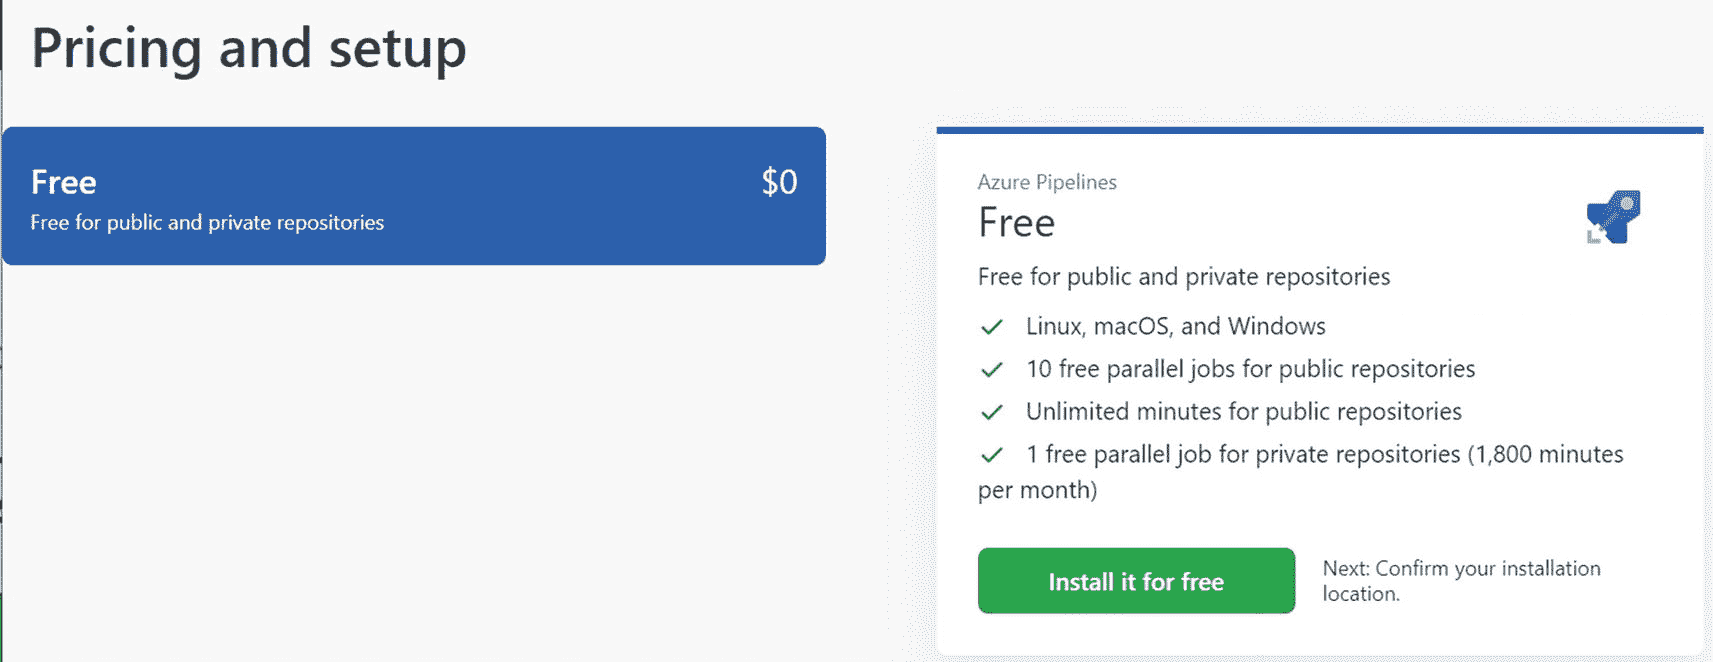 Pricing and setup
Free
$0
Free for public and private repositories
Azure Pipelines
Free
Free for public and private repositories
Linux, macOS, and Windows
10 free parallel jobs for public repositories
Unlimited minutes for public repositories
1 free parallel job for private repositories (1,800 minutes
per month)
Install it for free
Next: Confirm your installation
location.